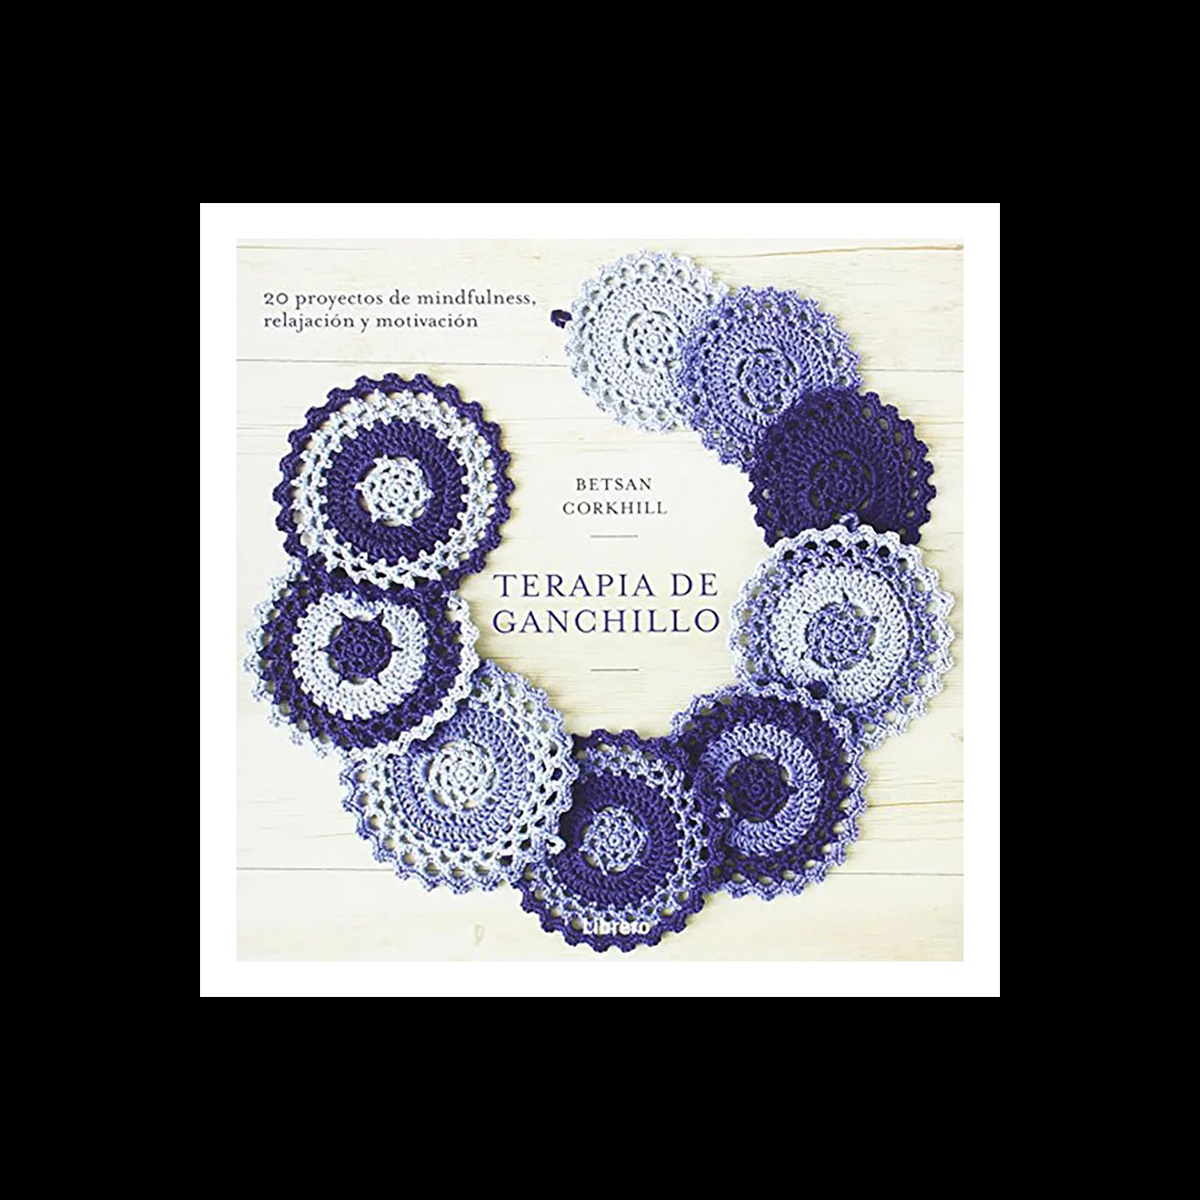 20 proyectos de mindfulness,
relajación y motivación
BETSAN
CORKHILL
TERAPIA DE
GANCHILLO
Librero